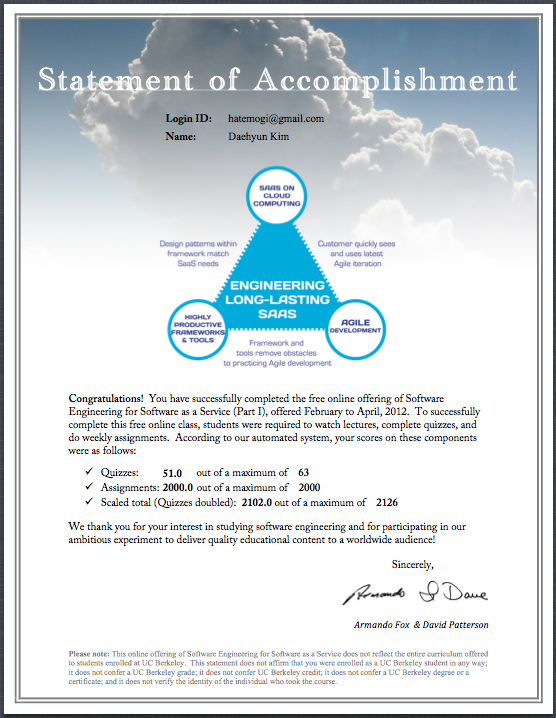 Statement of Accomplishment
Login ID: hatemogi@gmail.com
Name: Daehyun Kim
SAAS ON
CLOUD
COMPUTING
Design patterns within
framework match
SaaS needs
Customer quickly sees
and uses latest
Agile iteration
ENGINEERING
LONG-LASTING
SAAS
HIGHLY
PRODUCTIVE
FRAMEWORKS
& TOOLS
AGILE
DEVELOPMENT
Framework and
tools remove obstacles
to practicing Agile development
Congratulations! You have successfully completed the free online offering of Software
Engineering for Software as a Service (Part I), offered February to April, 2012. To successfully
complete this free online class, students were required to watch lectures, complete quizzes, and
do weekly assignments. According to our automated system, your scores on these components
were as follows:
✓ Quizzes: 51.0 out of a maximum of 63
✓ Assignments: 2000.0 out of a maximum of 2000
✓ Scaled total (Quizzes doubled): 2102.0 out of a maximum of 2126
We thank you for your interest in studying software engineering and for participating in our
ambitious experiment to deliver quality educational content to a worldwide audience!
Sincerely,
Armando & Dave
Armando Fox & David Patterson
Please note: This online offering of Software Engineering for Software as a Service does not reflect the entire curriculum offered
to students enrolled at UC Berkeley. This statement does not affirm that you were enrolled as a UC Berkeley student in any way;
it does not confer a UC Berkeley grade; it does not confer UC Berkeley credit; it does not confer a UC Berkeley degree or a
certificate; and it does not verify the identity of the individual who took the course.